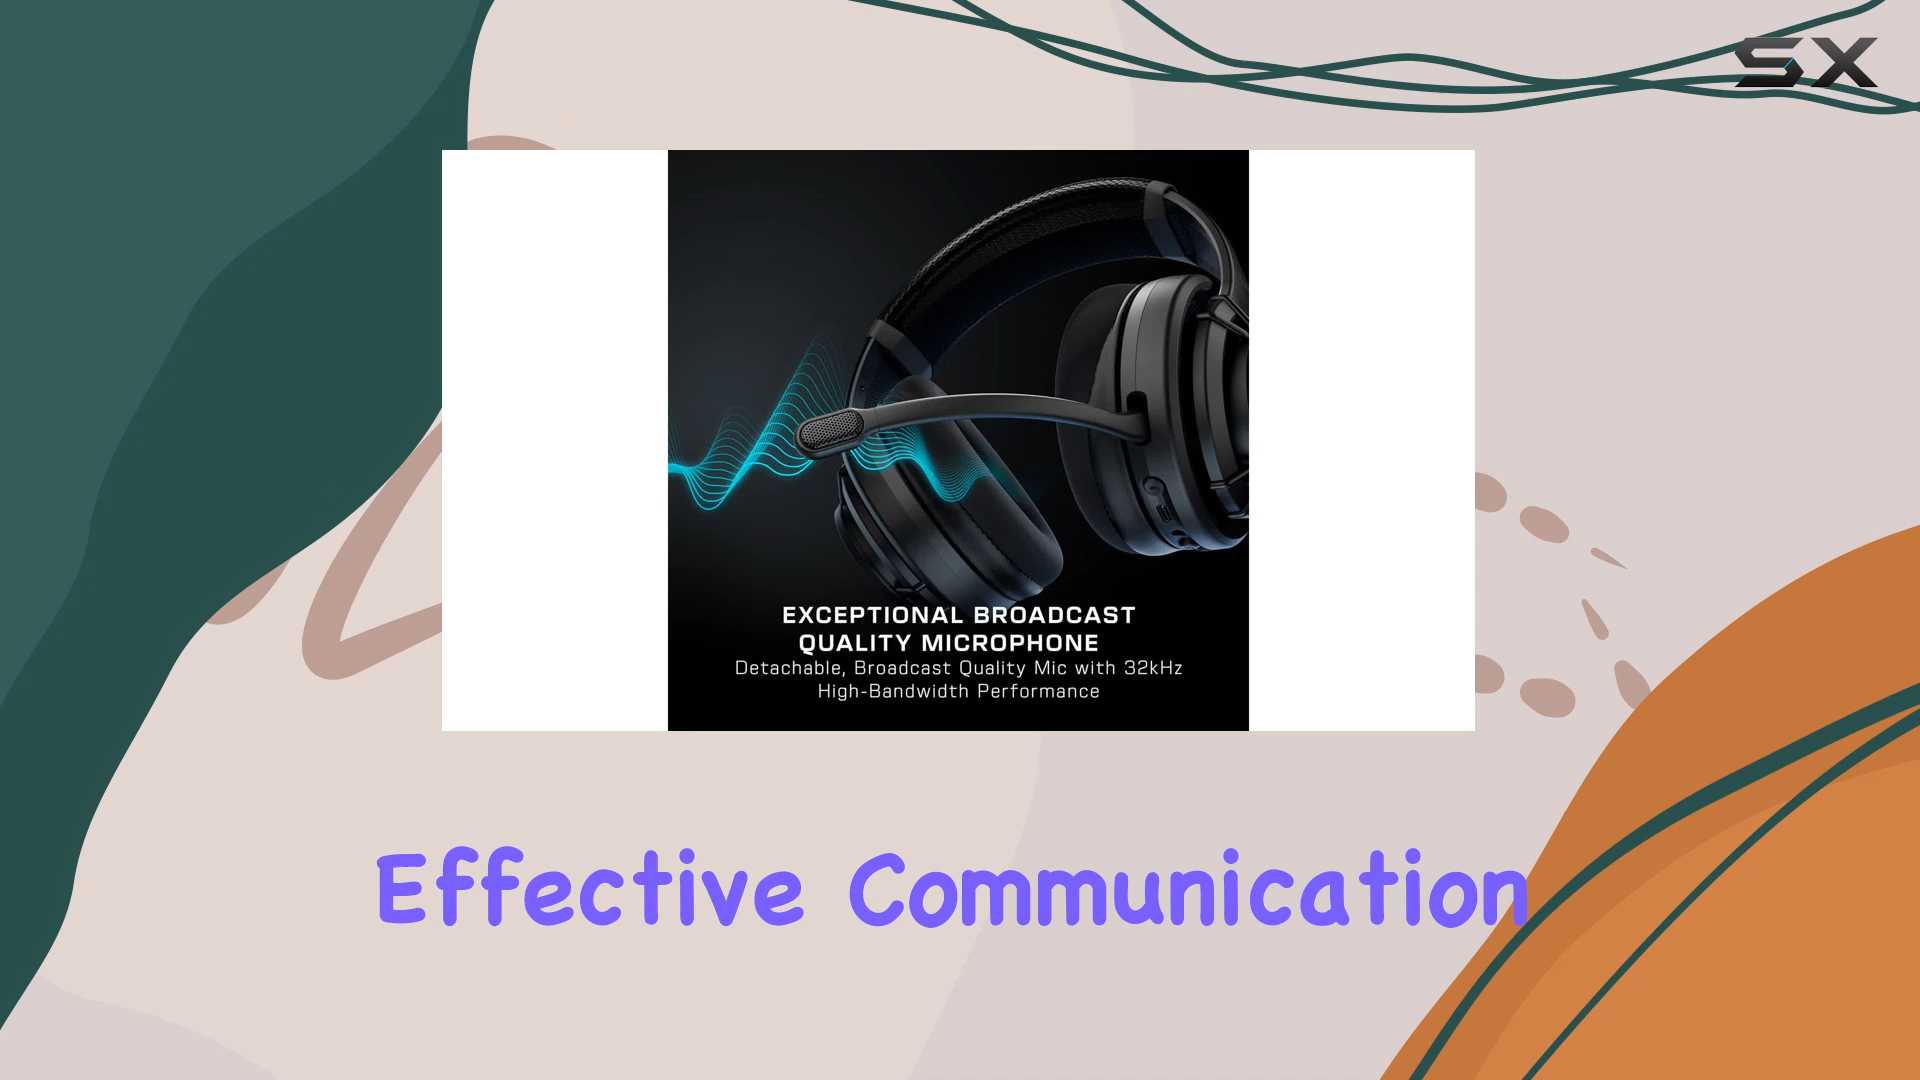 SX
EXCEPTIONAL BROADCAST
QUALITY MICROPHONE
Detachable, Broadcast Quality Mic with 32kHz
High-Bandwidth Performance
Effective Communication